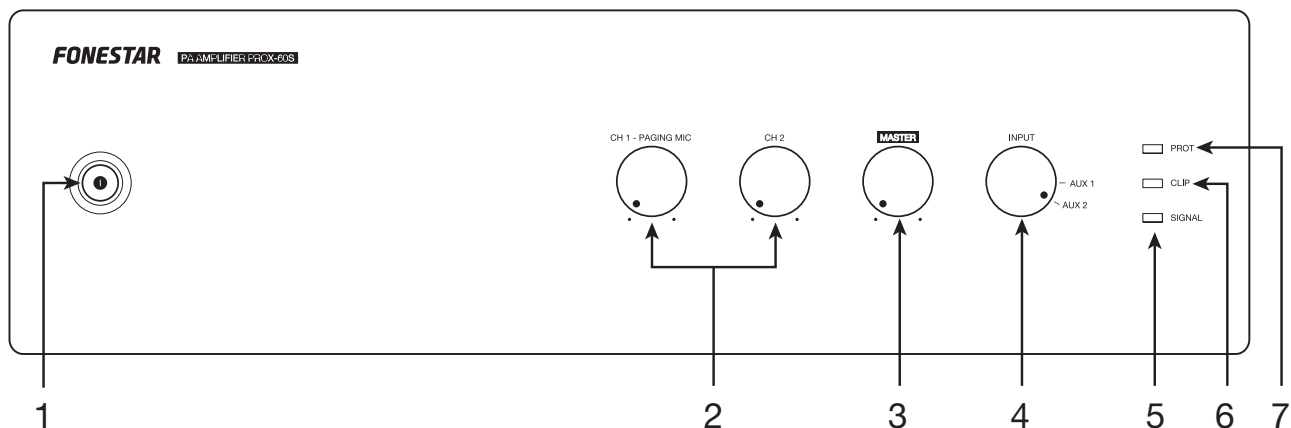 FONESTAR PA AMPLIFIER PROX-60S
CH 1 - PAGING MIC
CH 2
MASTER
INPUT
AUX 1
AUX 2
PROT
CLIP
SIGNAL
1 2 3 4 5 6 7